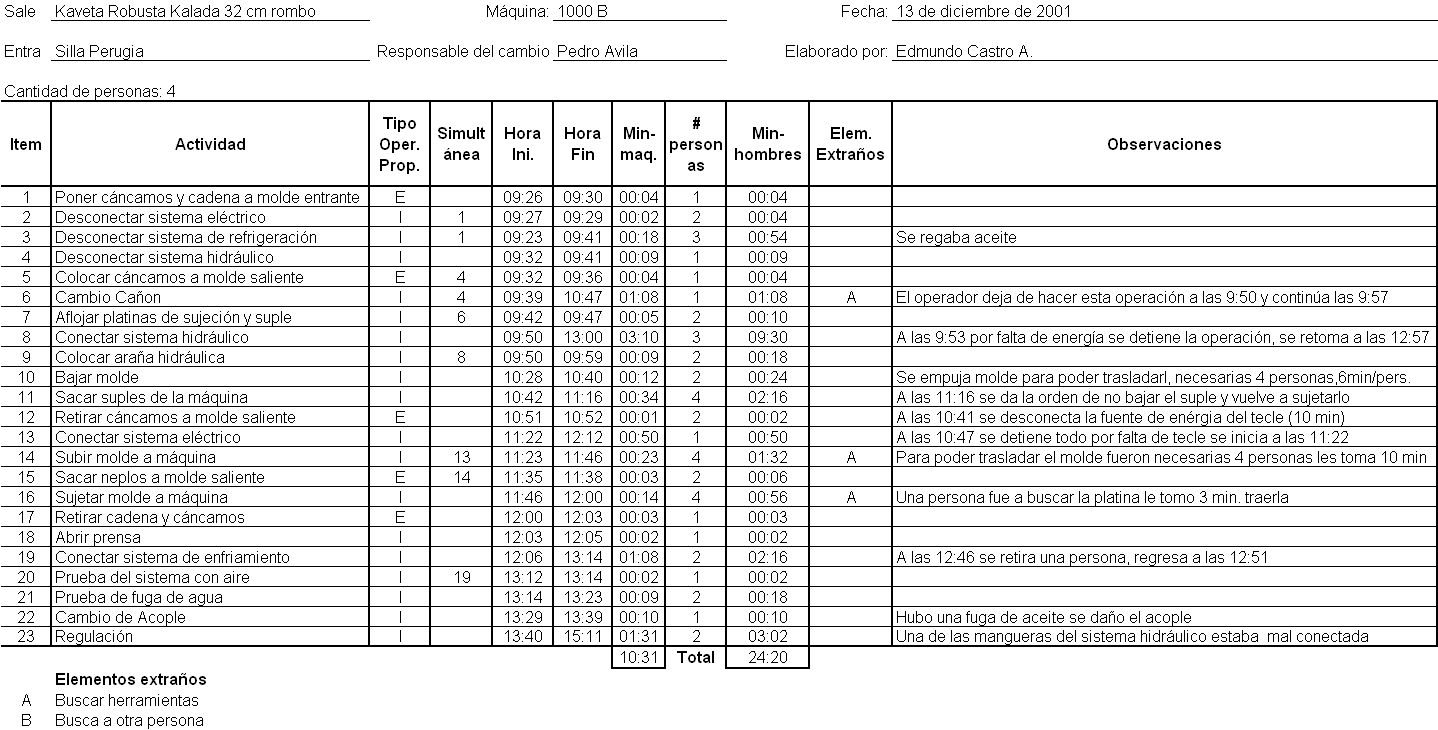 Sale Kaveta Robusta Kalada 32 cm rombo Máquina: 1000 B Fecha: 13 de diciembre de 2001
Entra Silla Perugia Responsable del cambio Pedro Avila Elaborado por: Edmundo Castro A.
Cantidad de personas: 4
Item Actividad Tipo Oper. Prop. Simultánea Hora Ini. Hora Fin Min-maq. # personas Min-hombres Elem. Extraños Observaciones
1 Poner cáncamos y cadena a molde entrante E 09:26 09:30 00:04 1 00:04
2 Desconectar sistema eléctrico I 1 09:27 09:29 00:02 2 00:04
3 Desconectar sistema de refrigeración I 1 09:23 09:41 00:18 3 00:54 Se regaba aceite
4 Desconectar sistema hidráulico I 09:32 09:41 00:09 1 00:09
5 Colocar cáncamos a molde saliente E 4 09:32 09:36 00:04 1 00:04
6 Cambio Cañon I 4 09:39 10:47 01:08 1 01:08 A El operador deja de hacer esta operación a las 9:50 y continúa las 9:57
7 Aflojar platinas de sujeción y suple I 6 09:42 09:47 00:05 2 00:10
8 Conectar sistema hidráulico I 09:50 13:00 03:10 3 09:30 A las 9:53 por falta de energía se detiene la operación, se retoma a las 12:57
9 Colocar araña hidráulica I 8 09:50 09:59 00:09 2 00:18
10 Bajar molde I 10:28 10:40 00:12 2 00:24 Se empuja molde para poder trasladarl, necesarias 4 personas,6min/pers.
11 Sacar suples de la máquina I 10:42 11:16 00:34 4 02:16 A las 11:16 se da la orden de no bajar el suple y vuelve a sujetarlo
12 Retirar cáncamos a molde saliente E 10:51 10:52 00:01 2 00:02 A las 10:41 se desconecta la fuente de enérgia del tecle (10 min)
13 Conectar sistema eléctrico I 11:22 12:12 00:50 1 00:50 A las 10:47 se detiene todo por falta de tecle se inicia a las 11:22
14 Subir molde a máquina I 13 11:23 11:46 00:23 4 01:32 A Para poder trasladar el molde fueron necesarias 4 personas les toma 10 min
15 Sacar neplos a molde saliente E 14 11:35 11:38 00:03 2 00:06
16 Sujetar molde a máquina I 11:46 12:00 00:14 4 00:56 A Una persona fue a buscar la platina le tomo 3 min. traerla
17 Retirar cadena y cáncamos E 12:00 12:03 00:03 1 00:03
18 Abrir prensa I 12:03 12:05 00:02 1 00:02
19 Conectar sistema de enfriamiento I 12:06 13:14 01:08 2 02:16 A las 12:46 se retira una persona, regresa a las 12:51
20 Prueba del sistema con aire I 19 13:12 13:14 00:02 1 00:02
21 Prueba de fuga de agua I 13:14 13:23 00:09 2 00:18
22 Cambio de Acople I 13:29 13:39 00:10 1 00:10 Hubo una fuga de aceite se daño el acople
23 Regulación I 13:40 15:11 01:31 2 03:02 Una de las mangueras del sistema hidráulico estaba mal conectada
10:31 Total 24:20
Elementos extraños
A Buscar herramientas
B Busca a otra persona